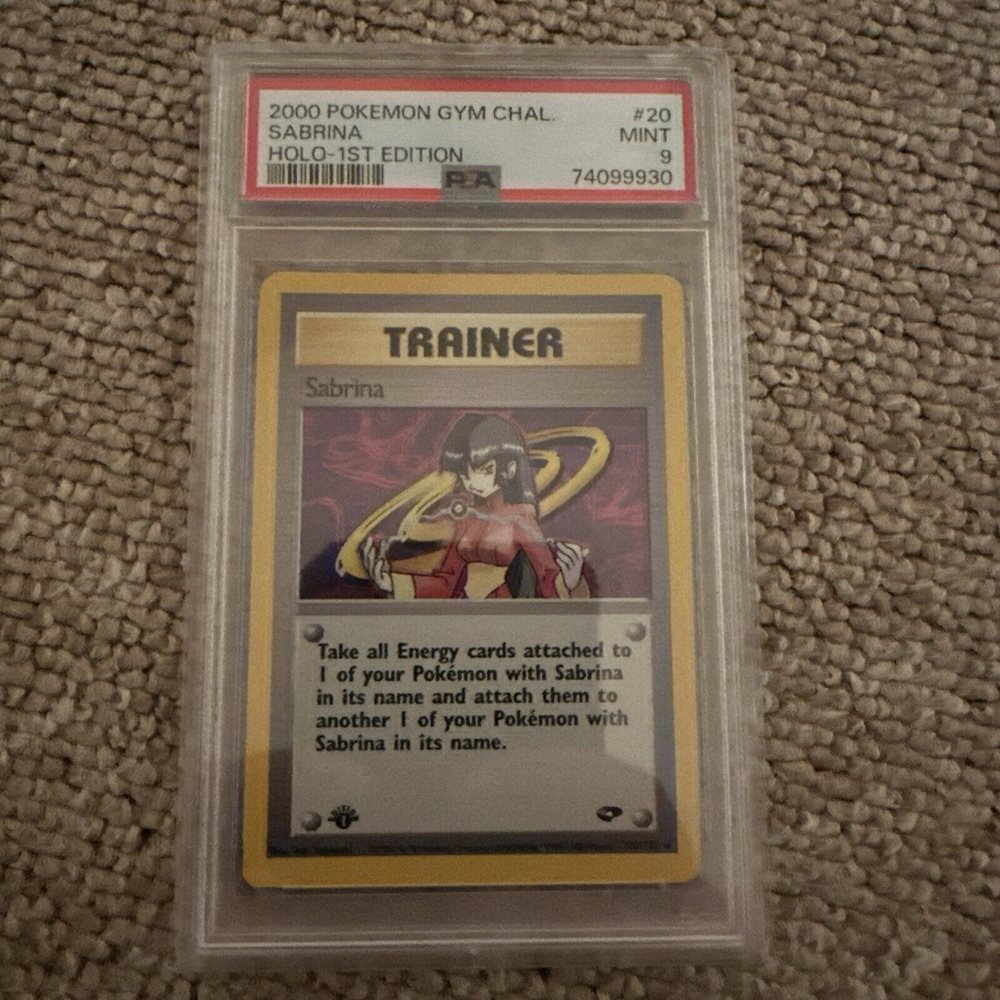 2000 POKEMON GYM CHAL. #20
SABRINA MINT
HOLO-1ST EDITION 9
PSA 74099930
TRAINER
Sabrina
Take all Energy cards attached to
1 of your Pokémon with Sabrina
in its name and attach them to
another 1 of your Pokémon with
Sabrina in its name.